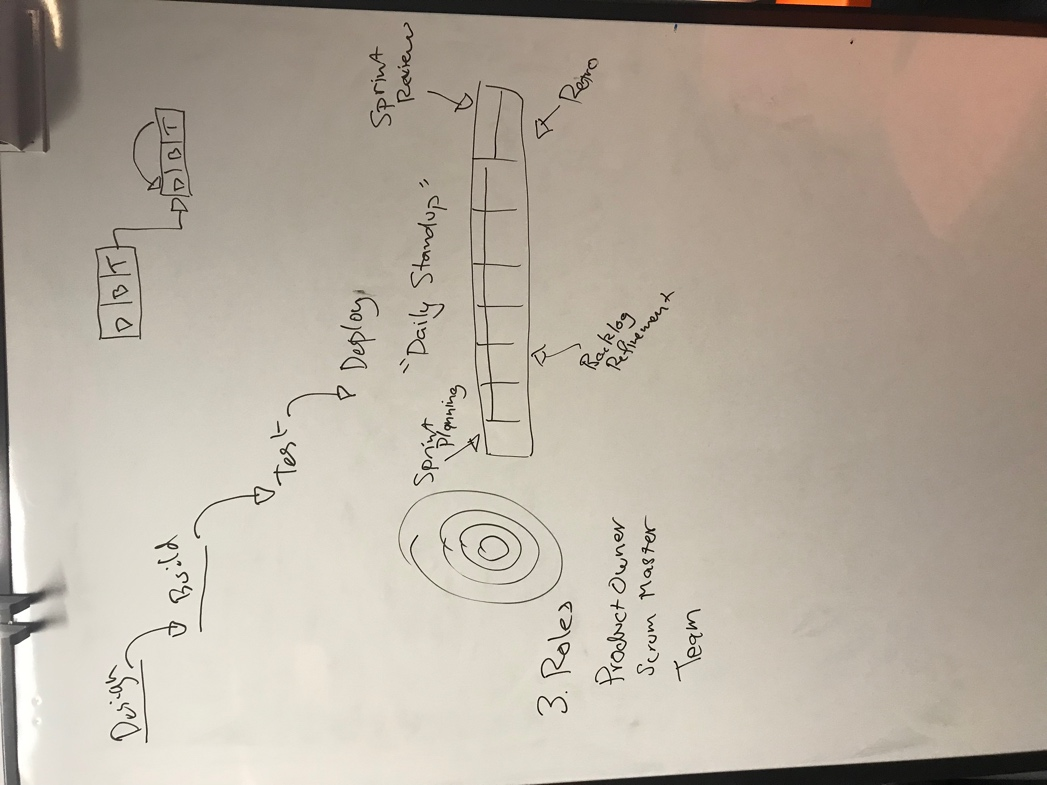 Design
Build
Test
Deploy
D B T
D B T
Sprint
Planning
"Daily Standup"
Sprint
Review
Backlog
Refinement
Retro
3. Roles
Product Owner
Scrum Master
Team